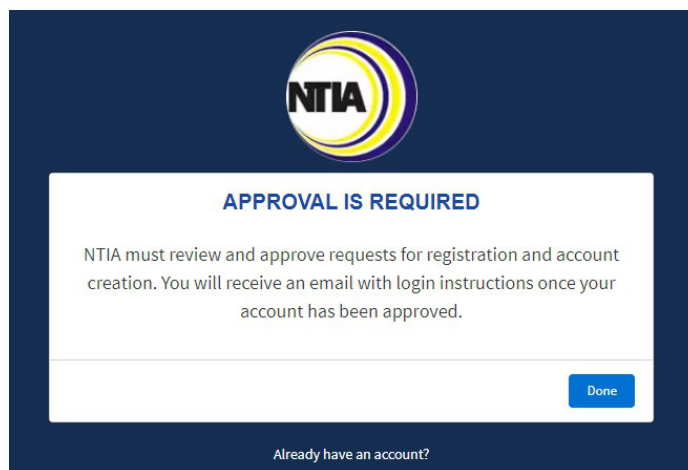 NTIA
APPROVAL IS REQUIRED
NTIA must review and approve requests for registration and account
creation. You will receive an email with login instructions once your
account has been approved.
Done
Already have an account?